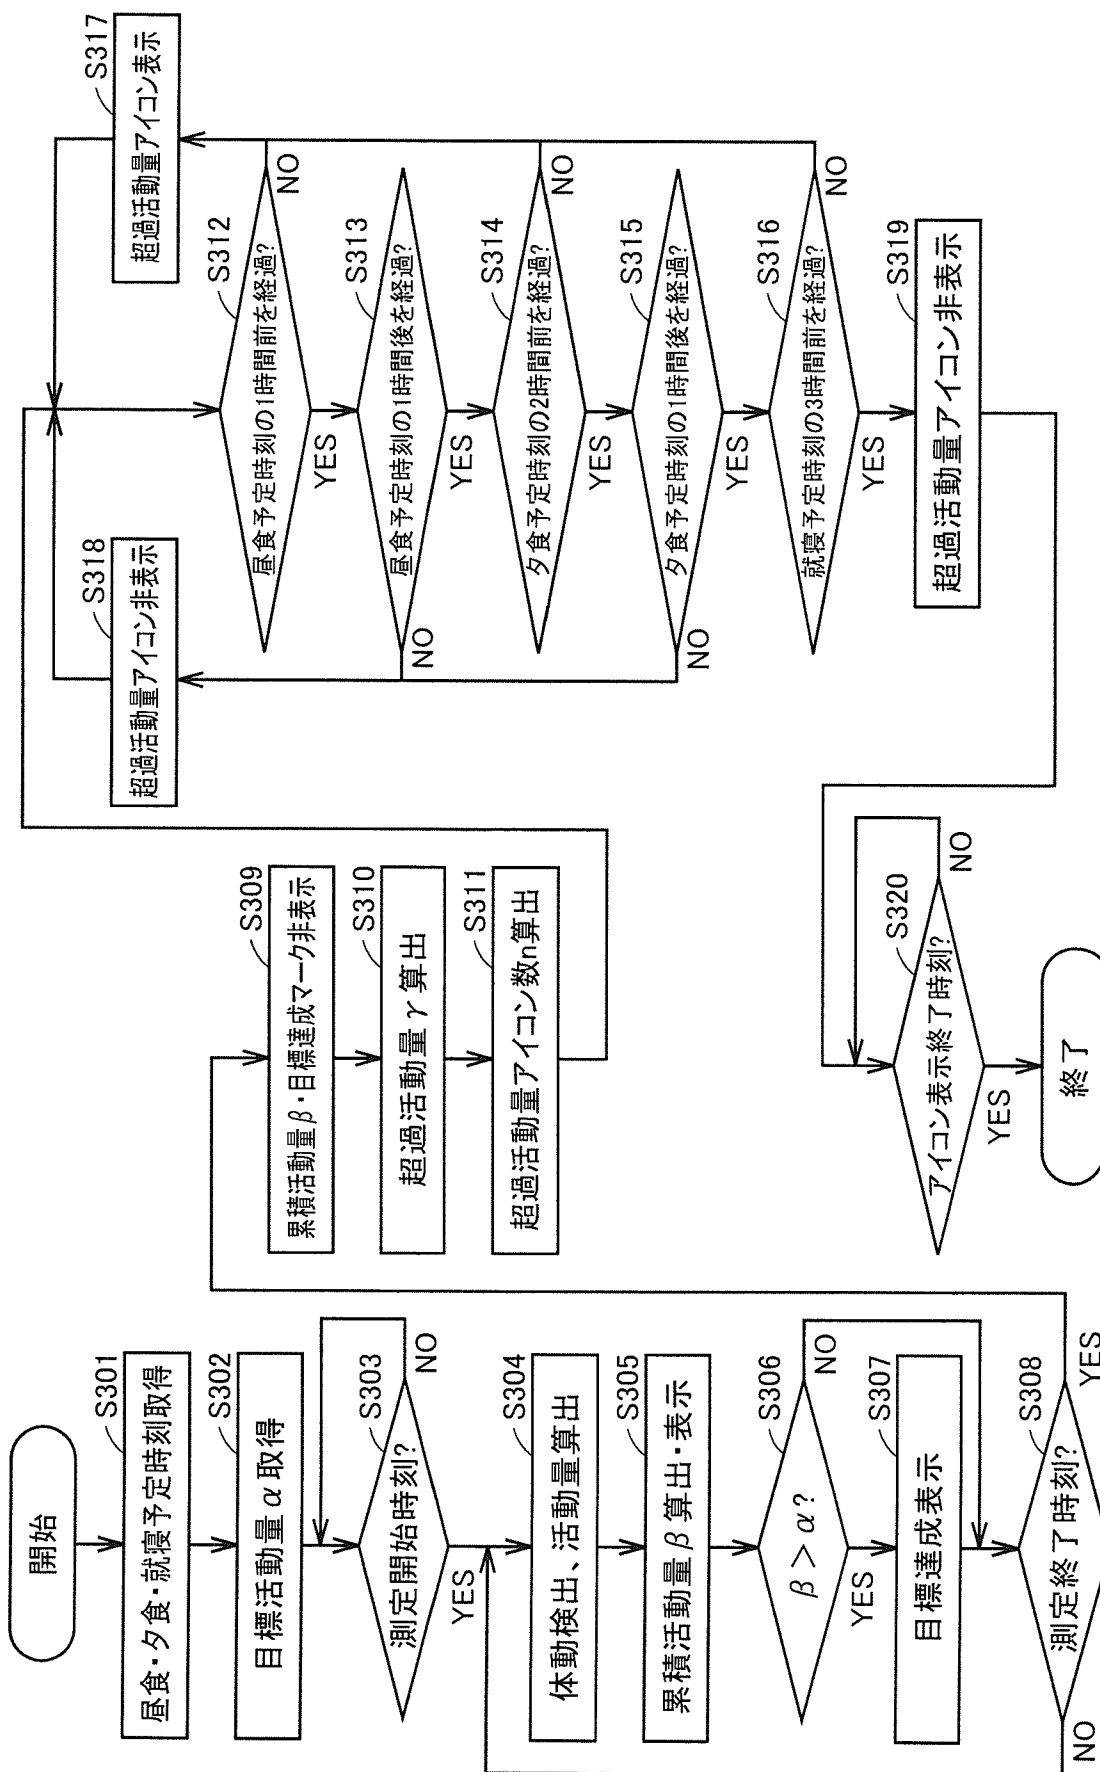 開始
S301
昼食・夕食・就寝予定時刻取得
S302
目標活動量α取得
S303
測定開始時刻?
NO
YES
S304
体動検出、活動量算出
S305
累積活動量β算出・表示
S306
β>α?
NO
YES
S307
目標達成表示
S308
測定終了時刻?
NO
YES
S309
累積活動量β・目標達成マーク非表示
S310
超過活動量γ算出
S311
超過活動量アイコン数n算出
S312
昼食予定時刻の1時間前を経過?
NO
YES
S313
昼食予定時刻の1時間後を経過?
NO
YES
S314
夕食予定時刻の2時間前を経過?
NO
YES
S315
夕食予定時刻の1時間後を経過?
NO
YES
S316
就寝予定時刻の3時間前を経過?
NO
YES
S317
超過活動量アイコン表示
S318
超過活動量アイコン非表示
S319
超過活動量アイコン非表示
S320
アイコン表示終了時刻?
NO
YES
終了